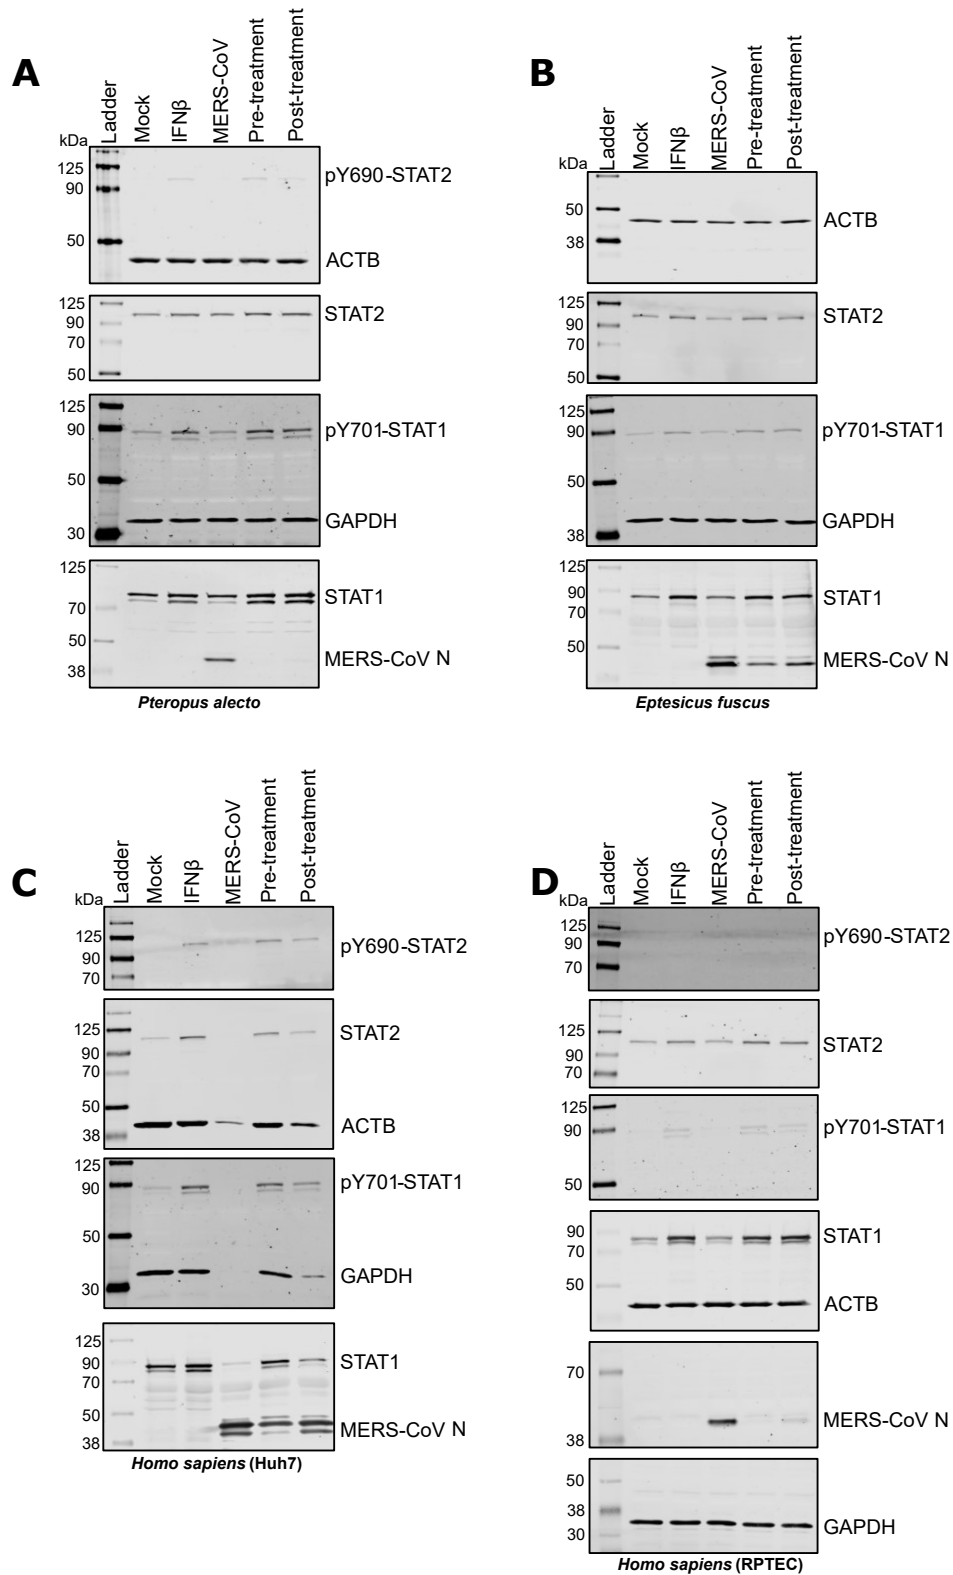 A
kDa
Ladder
Mock
IFNβ
MERS-CoV
Pre-treatment
Post-treatment
125
90
50
pY690-STAT2
ACTB
125
90
70
50
STAT2
125
90
50
30
pY701-STAT1
GAPDH
125
70
50
38
STAT1
MERS-CoV N
Pteropus alecto
B
kDa
Ladder
Mock
IFNβ
MERS-CoV
Pre-treatment
Post-treatment
50
38
ACTB
125
90
70
50
STAT2
125
90
50
38
pY701-STAT1
GAPDH
125
90
70
50
STAT1
MERS-CoV N
Eptesicus fuscus
C
kDa
Ladder
Mock
IFNβ
MERS-CoV
Pre-treatment
Post-treatment
125
90
70
pY690-STAT2
125
90
70
50
38
STAT2
ACTB
125
90
50
30
pY701-STAT1
GAPDH
125
90
70
50
38
STAT1
MERS-CoV N
Homo sapiens (Huh7)
D
kDa
Ladder
Mock
IFNβ
MERS-CoV
Pre-treatment
Post-treatment
125
90
70
pY690-STAT2
125
90
70
STAT2
125
90
50
pY701-STAT1
90
70
50
STAT1
ACTB
70
38
MERS-CoV N
50
38
30
GAPDH
Homo sapiens (RPTEC)